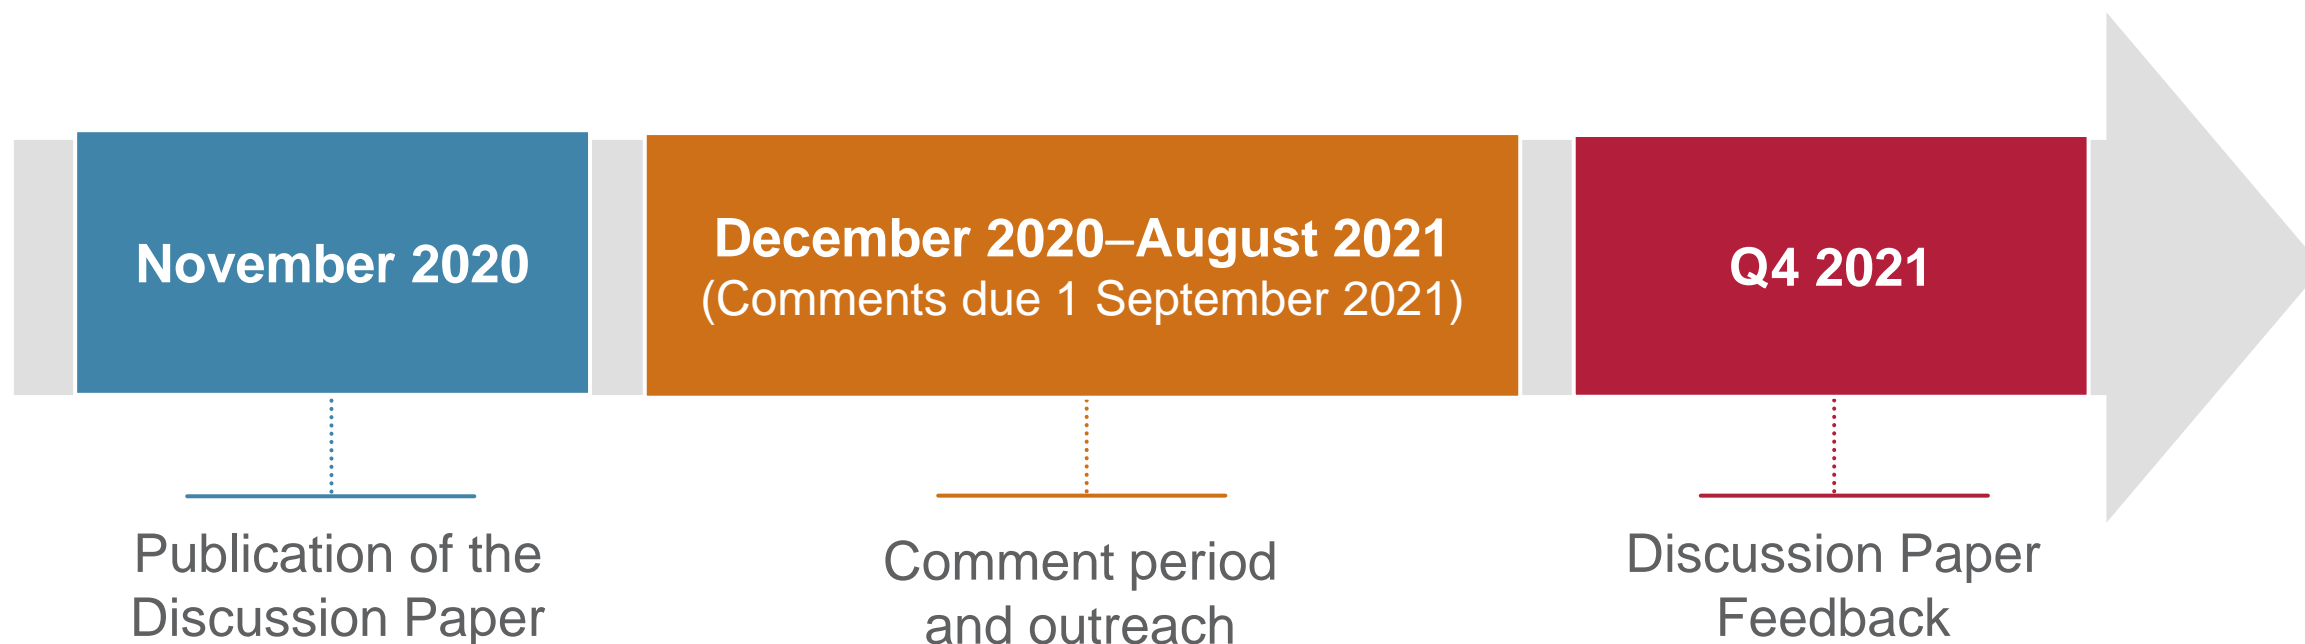 November 2020
December 2020–August 2021
(Comments due 1 September 2021)
Q4 2021
Publication of the
Discussion Paper
Comment period
and outreach
Discussion Paper
Feedback